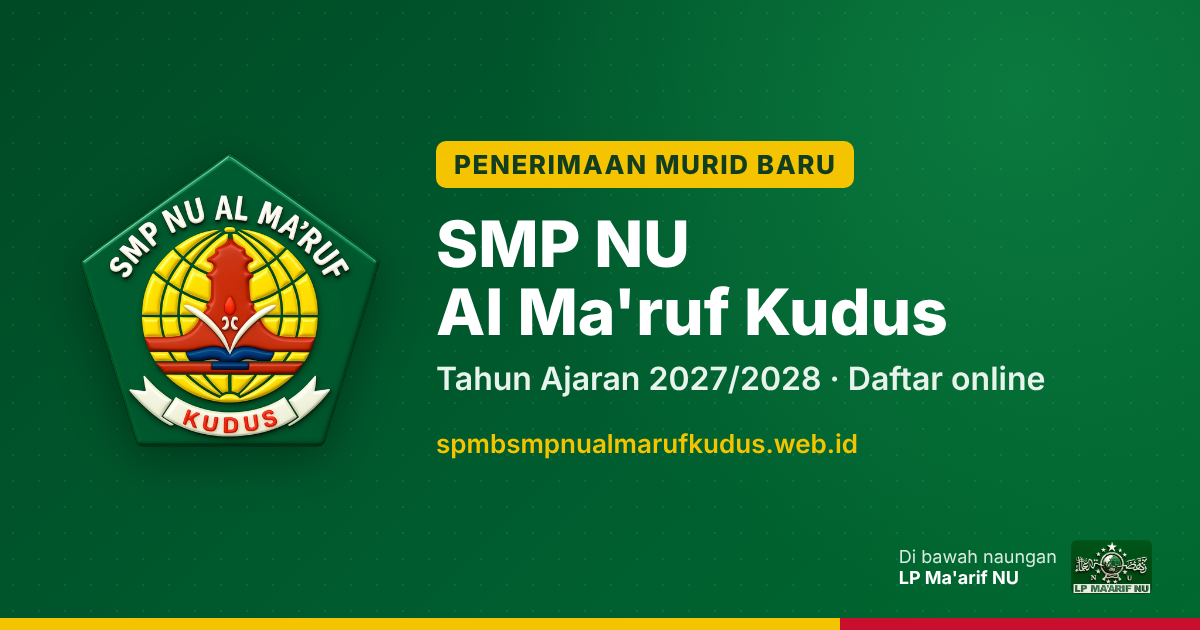 SMP NU AL MA'RUF
KUDUS
PENERIMAAN MURID BARU
SMP NU
Al Ma'ruf Kudus
Tahun Ajaran 2027/2028 · Daftar online
spmbsmpnualmarufkudus.web.id
Di bawah naungan
LP Ma'arif NU
N U
LP MA'ARIF NU